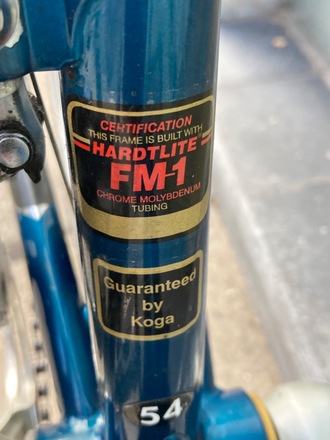 CERTIFICATION
THIS FRAME IS BUILT WITH
HARDTLITE®
FM-1
CHROME MOLYBDENUM
TUBING
Guaranteed
by
Koga
54